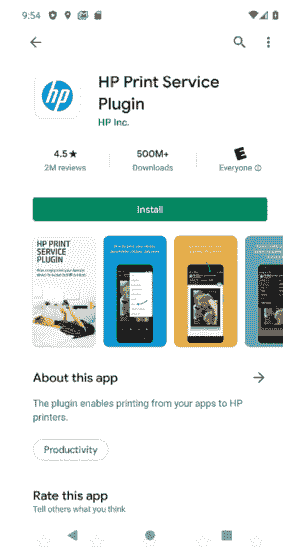 9:54
hp
HP Print Service
Plugin
HP Inc.
4.5★
500M+
E
2M reviews
Downloads
Everyone
Install
HP PRINT
SERVICE
PLUGIN
About this app
The plugin enables printing from your apps to HP
printers.
Productivity
Rate this app
Tell others what you think